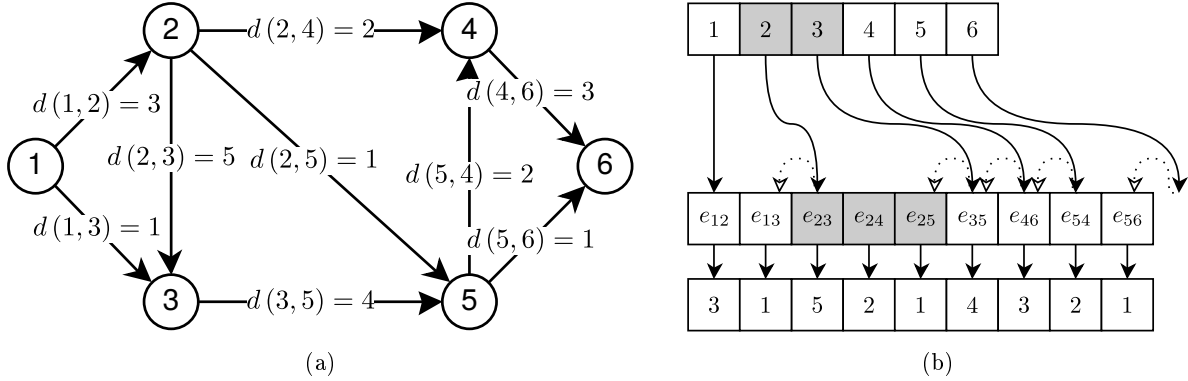 2
d (2, 4) = 2
4
d (1, 2) = 3
d (4, 6) = 3
1
d (2, 3) = 5
d (2, 5) = 1
d (5, 4) = 2
6
d (1, 3) = 1
d (5, 6) = 1
3
d (3, 5) = 4
5
(a)
1 2 3 4 5 6
e₁₂ e₁₃ e₂₃ e₂₄ e₂₅ e₃₅ e₄₆ e₅₄ e₅₆
3 1 5 2 1 4 3 2 1
(b)